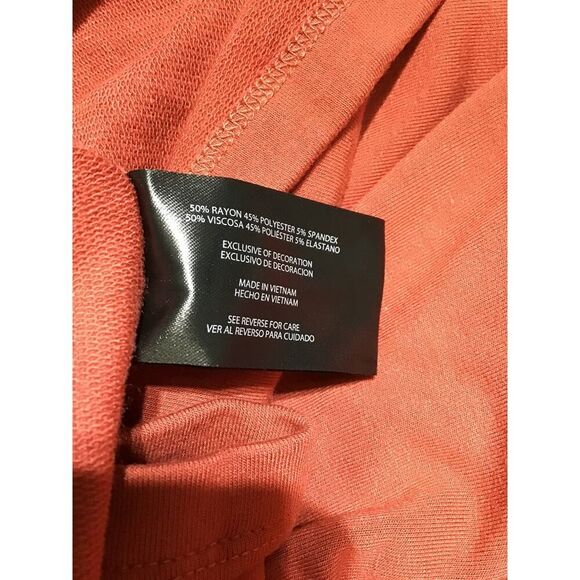 50% RAYON 45% POLYESTER 5% SPANDEX
50% VISCOSA 45% POLIÉSTER 5% ELASTANO
EXCLUSIVE OF DECORATION
EXCLUSIVO DE DECORACION
MADE IN VIETNAM
HECHO EN VIETNAM
SEE REVERSE FOR CARE
VER AL REVERSO PARA CUIDADO